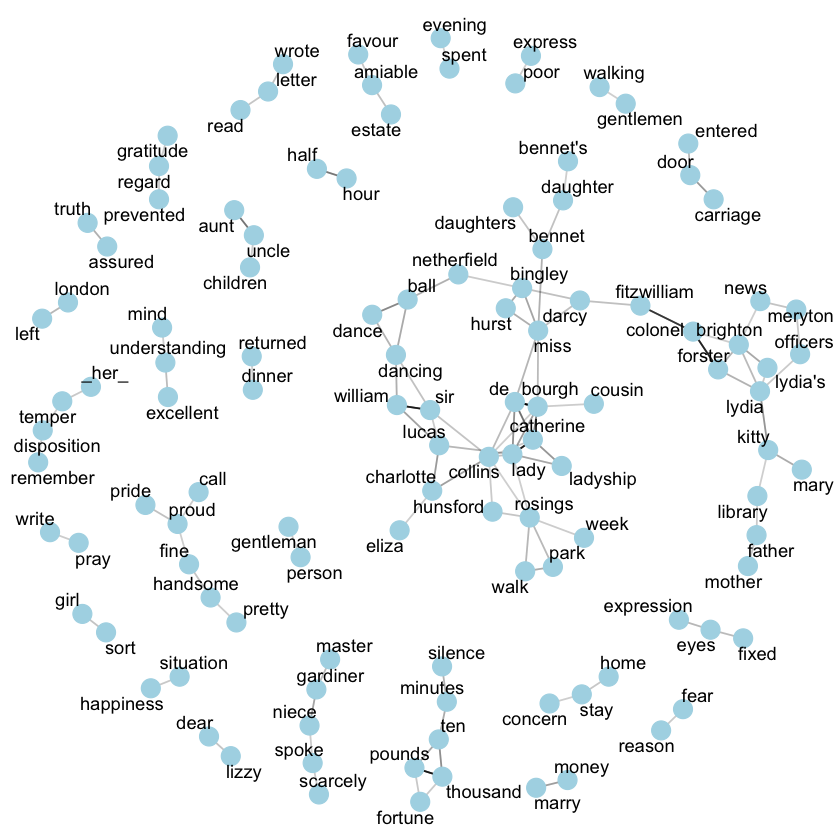 evening
wrote
favour
express
spent
amiable
poor
walking
letter
gentlemen
read
estate
entered
gratitude
half
bennet's
door
regard
hour
daughter
truth
prevented
carriage
aunt
daughters
bennet
uncle
assured
netherfield
children
bingley
london
ball
fitzwilliam
news
mind
meryton
left
dance
hurst
darcy
colonel
brighton
understanding
returned
miss
officers
forster
_her_
dinner
dancing
lydia's
temper
excellent
william
sir
de
bourgh
cousin
lydia
disposition
lucas
catherine
kitty
remember
charlotte
collins
lady
ladyship
mary
call
pride
hunsford
rosings
library
write
proud
week
gentleman
eliza
pray
fine
park
father
person
walk
mother
handsome
girl
pretty
expression
sort
eyes
fixed
master
silence
situation
home
gardiner
minutes
happiness
fear
niece
concern
stay
dear
ten
reason
spoke
pounds
lizzy
scarcely
thousand
money
marry
fortune